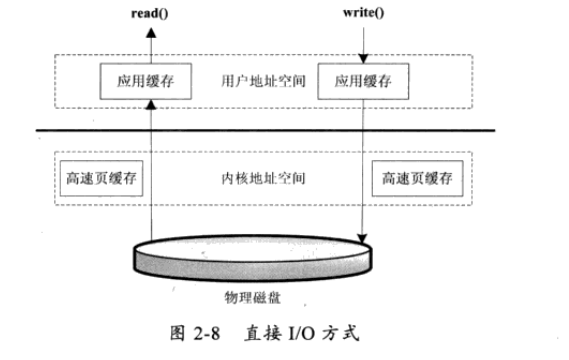 read() write()
应用缓存 用户地址空间 应用缓存
高速页缓存 内核地址空间 高速页缓存
物理磁盘
图 2-8 直接 I/O 方式